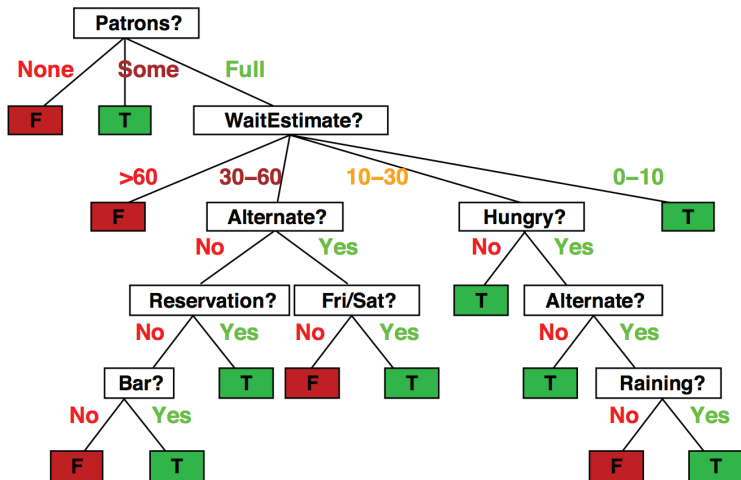 Patrons?
None Some Full
F T WaitEstimate?
>60 30–60 10–30 0–10
F Alternate? Hungry? T
No Yes No Yes
Reservation? Fri/Sat? T Alternate?
No Yes No Yes No Yes
Bar? T F T T Raining?
No Yes No Yes
F T F T